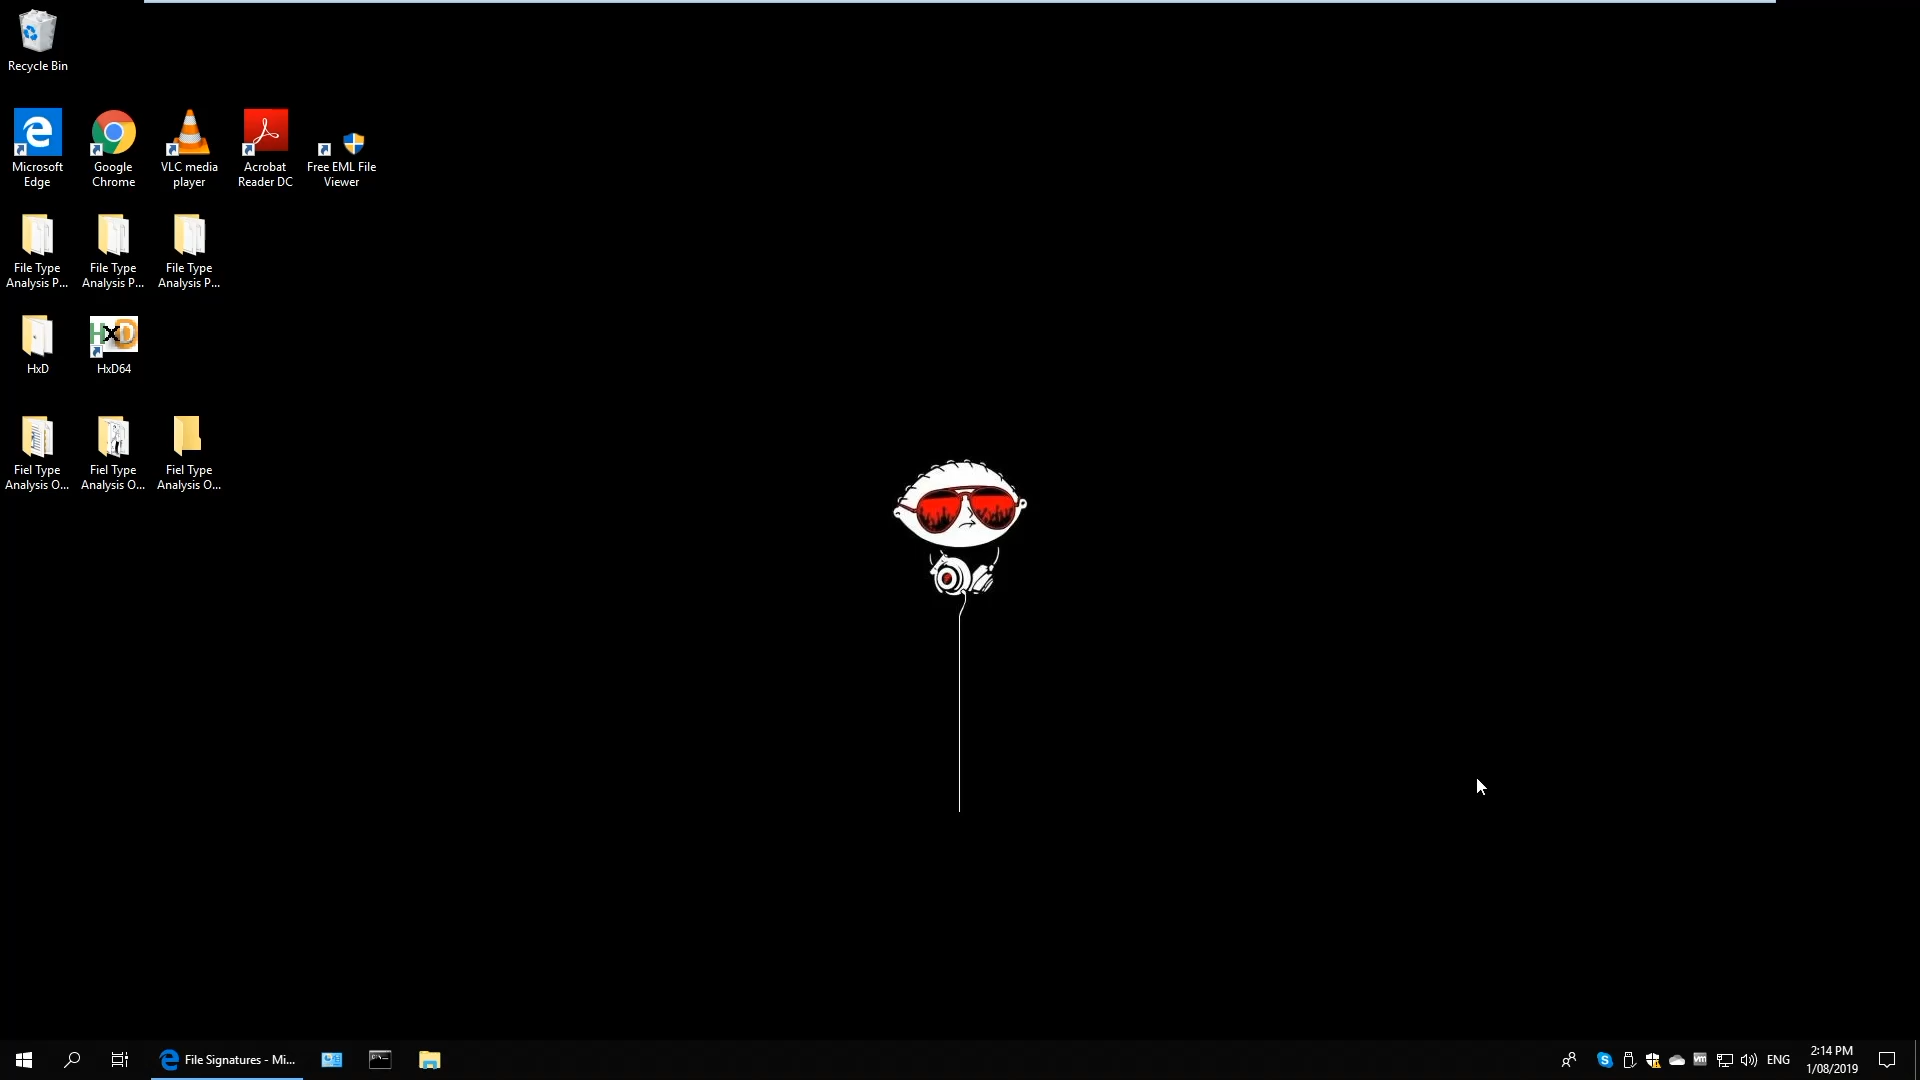 Recycle Bin
Microsoft
Edge
Google
Chrome
VLC media
player
Acrobat
Reader DC
Free EML File
Viewer
File Type
Analysis P...
File Type
Analysis P...
File Type
Analysis P...
HxD
HxD
HxD64
Fiel Type
Analysis O...
Fiel Type
Analysis O...
Fiel Type
Analysis O...
File Signatures - Mi...
ENG
2:14 PM
1/08/2019